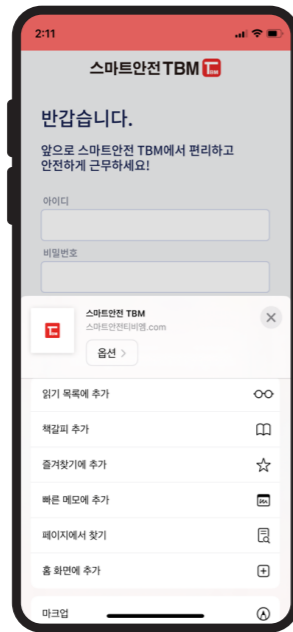 2:11
스마트안전TBM
반갑습니다.
앞으로 스마트안전 TBM에서 편리하고
안전하게 근무하세요!
아이디
비밀번호
스마트안전 TBM
스마트안전티비엠.com
옵션
읽기 목록에 추가
책갈피 추가
즐겨찾기에 추가
빠른 메모에 추가
페이지에서 찾기
홈 화면에 추가
마크업